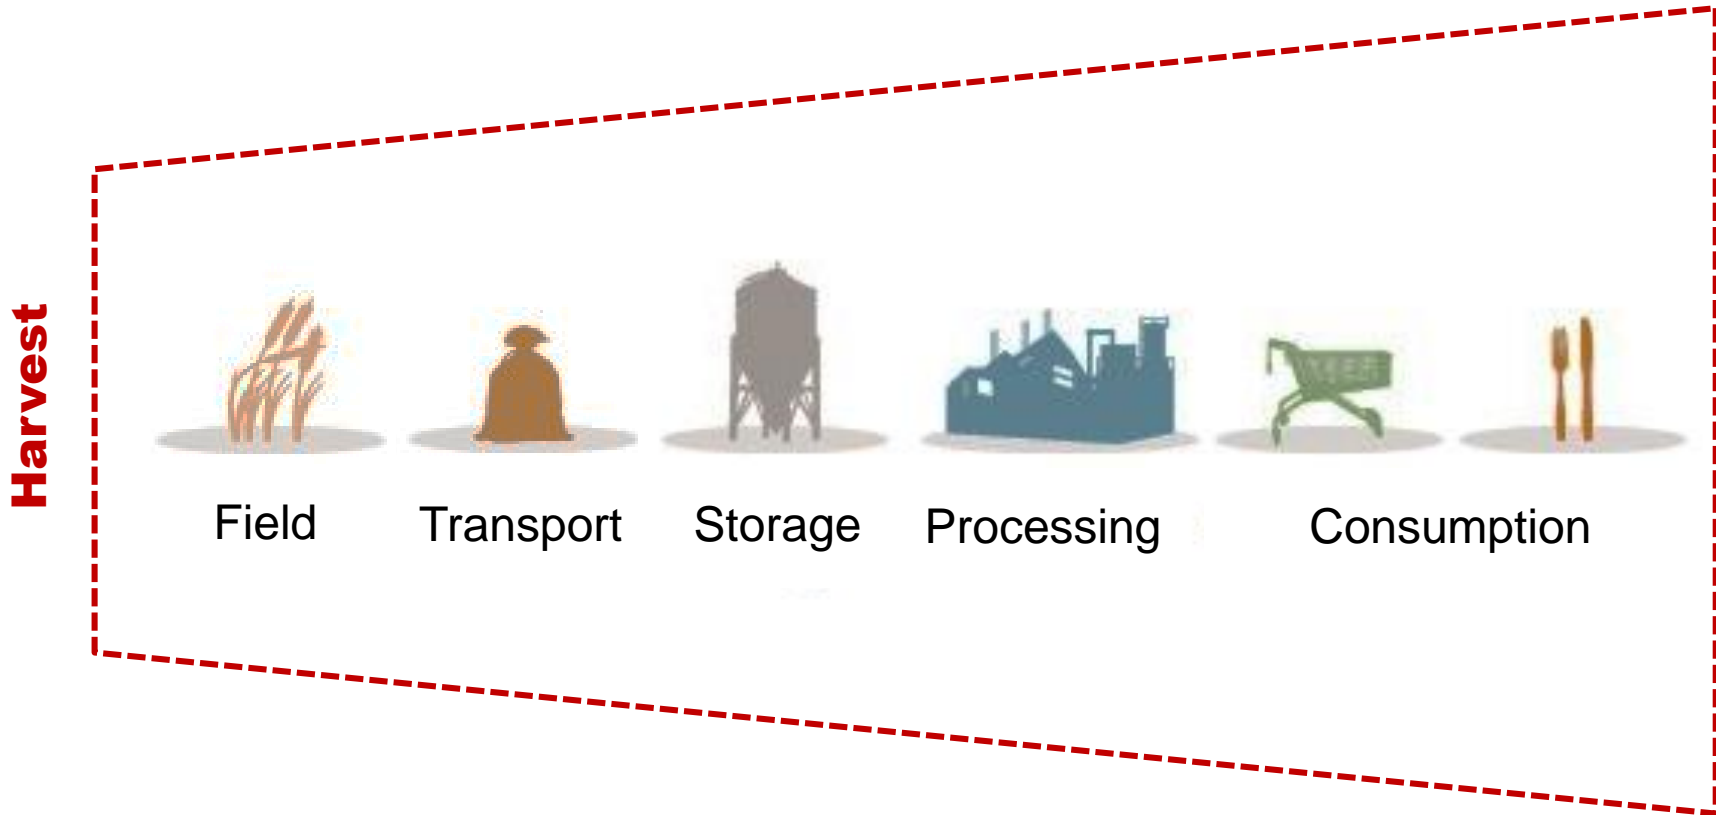 Harvest
Field
Transport
Storage
Processing
Consumption